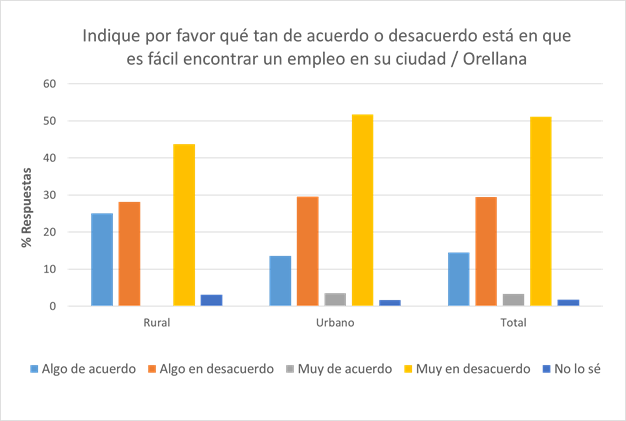 Indique por favor qué tan de acuerdo o desacuerdo está en que
es fácil encontrar un empleo en su ciudad / Orellana
60
50
40
30
20
10
0
% Respuestas
Rural Urbano Total
Algo de acuerdo Algo en desacuerdo Muy de acuerdo Muy en desacuerdo No lo sé